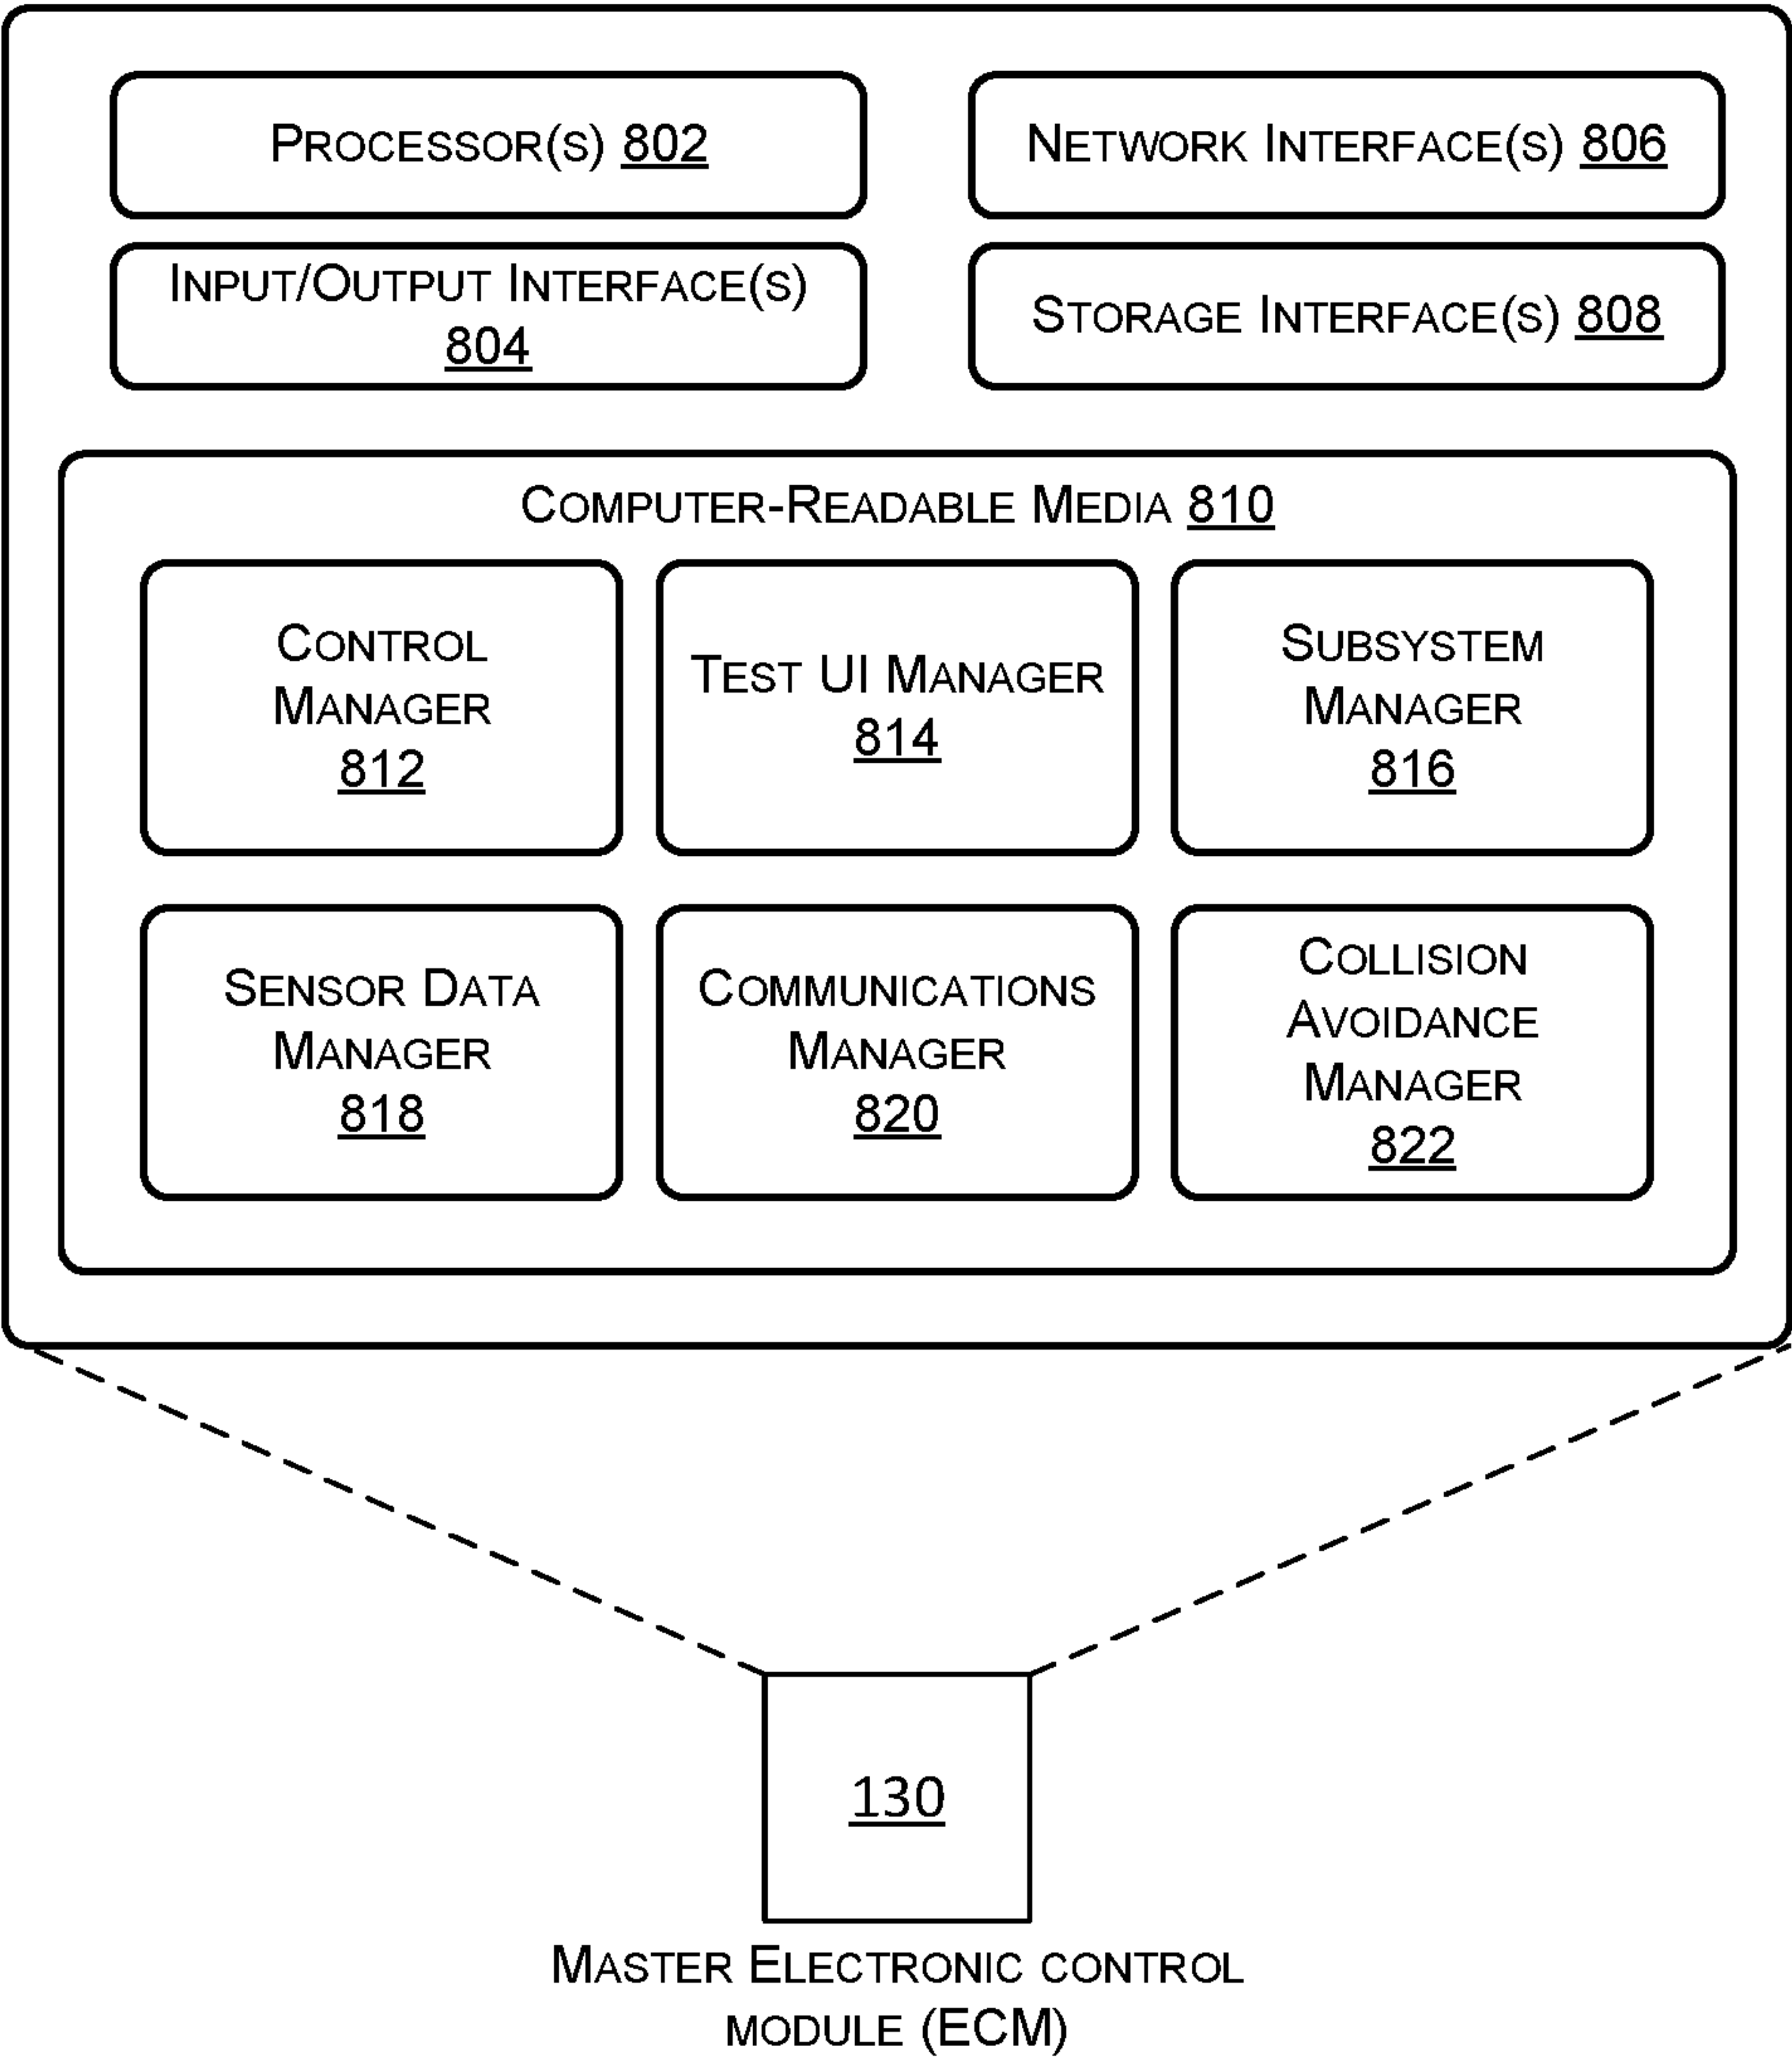 Processor(s) 802
Network Interface(s) 806
Input/Output Interface(s)
804
Storage Interface(s) 808
Computer-Readable Media 810
Control
Manager
812
Test UI Manager
814
Subsystem
Manager
816
Sensor Data
Manager
818
Communications
Manager
820
Collision
Avoidance
Manager
822
130
Master Electronic control
module (ECM)